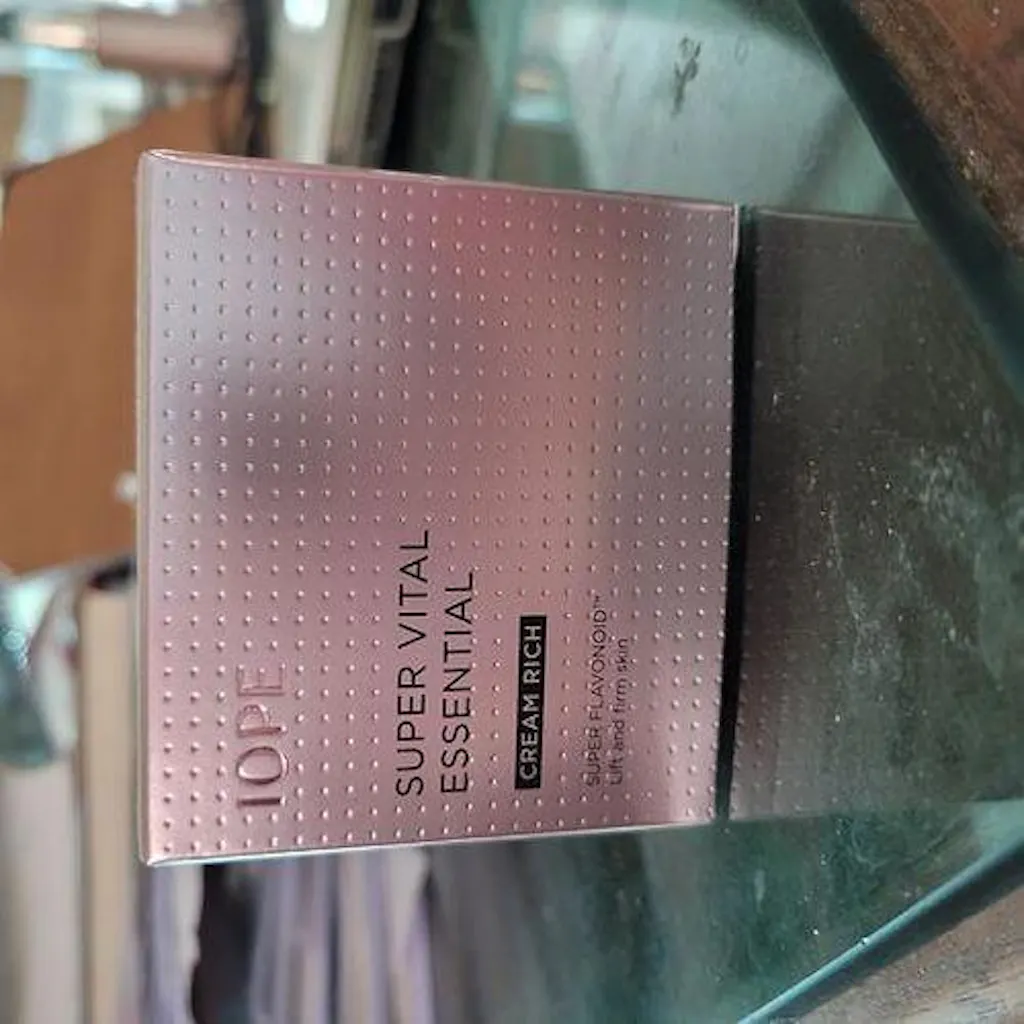 IOPE
SUPER VITAL
ESSENTIAL
CREAM RICH
SUPER FLAVONOID™
Lift and firm skin